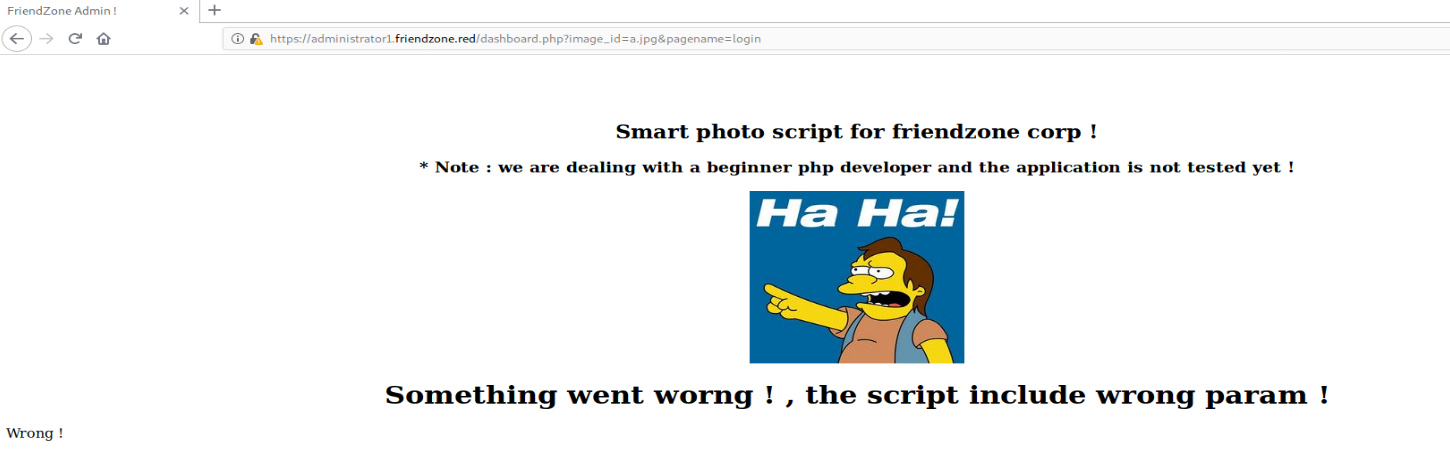 FriendZone Admin !
https://administrator1.friendzone.red/dashboard.php?image_id=a.jpg&pagename=login
Smart photo script for friendzone corp !
* Note : we are dealing with a beginner php developer and the application is not tested yet !
Ha Ha!
Something went worng ! , the script include wrong param !
Wrong !